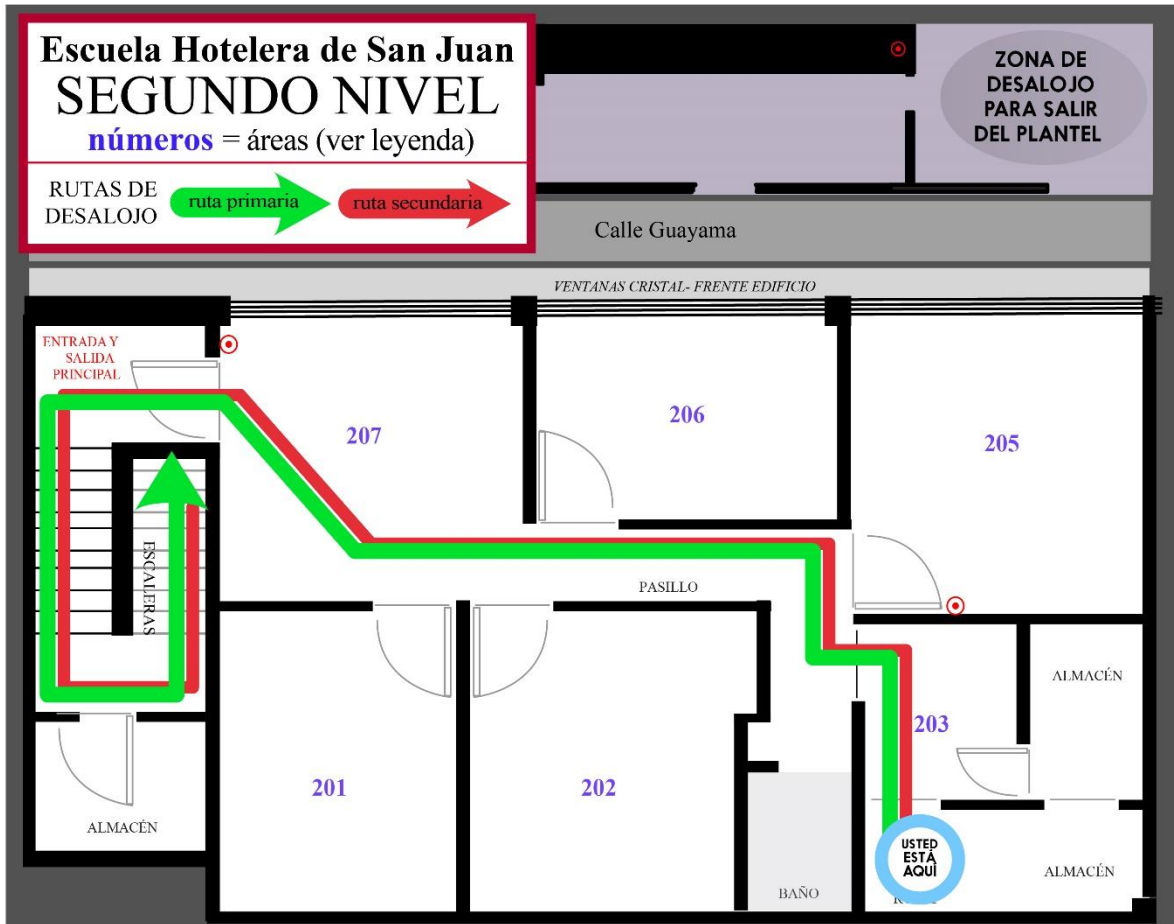 Escuela Hotelera de San Juan
SEGUNDO NIVEL
números = áreas (ver leyenda)
RUTAS DE
DESALOJO
ruta primaria
ruta secundaria
ZONA DE
DESALOJO
PARA SALIR
DEL PLANTEL
Calle Guayama
VENTANAS CRISTAL- FRENTE EDIFICIO
ENTRADA Y
SALIDA
PRINCIPAL
207
206
205
ESCALERAS
PASILLO
ALMACÉN
203
201
202
ALMACÉN
USTED
ESTÁ
AQUÍ
ALMACÉN
BAÑO